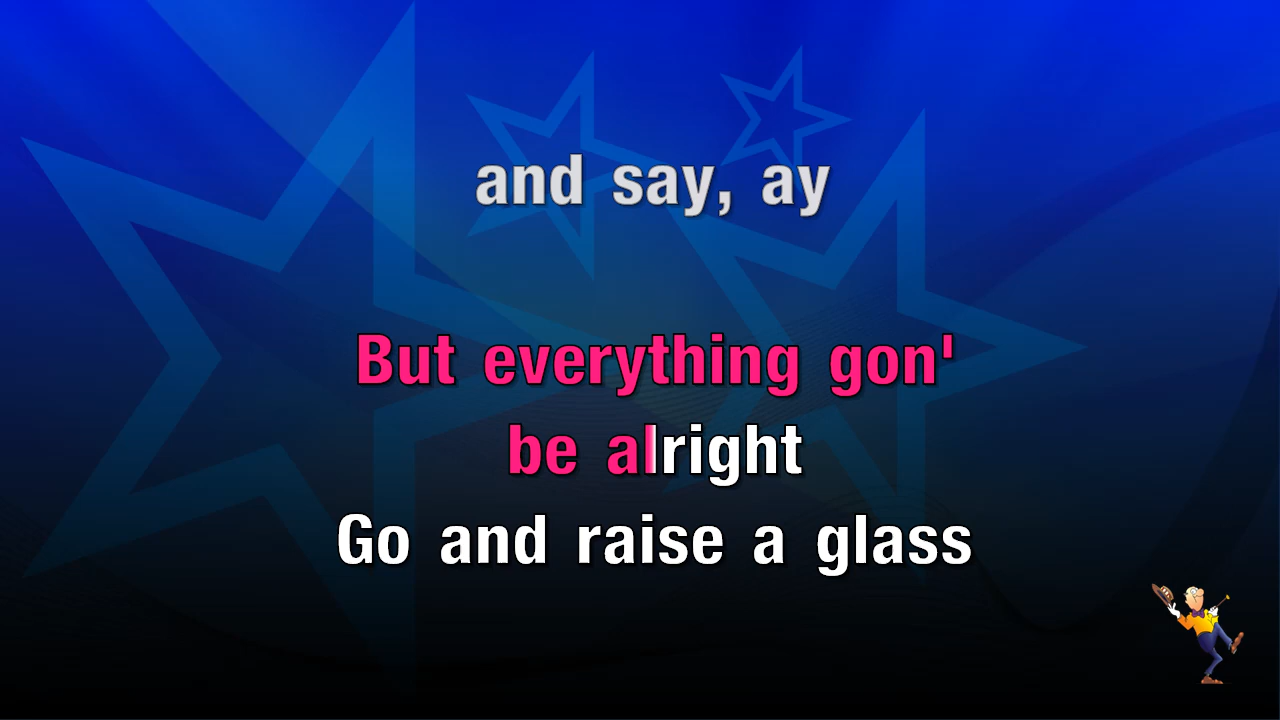 and say, ay
But everything gon'
be alright
Go and raise a glass